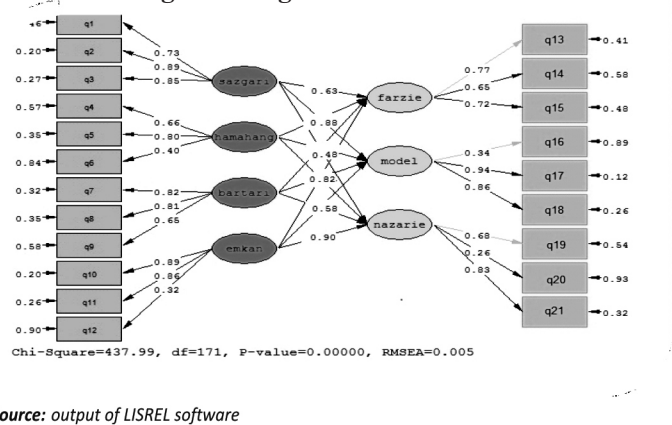 q1
0.20 q2
0.27 q3
0.57 q4
0.35 q5
0.84 q6
0.32 q7
0.35 q8
0.58 q9
0.20 q10
0.26 q11
0.90 q12
0.73
0.89
0.85
0.66
0.80
0.40
0.82
0.81
0.65
0.89
0.86
0.32
sazgari
hamahang
bartari
emkan
0.63
0.88
0.48
0.82
0.58
0.90
farzie
model
nazarie
0.77
0.65
0.72
0.34
0.94
0.86
0.68
0.26
0.83
q13 0.41
q14 0.58
q15 0.48
q16 0.89
q17 0.12
q18 0.26
q19 0.54
q20 0.93
q21 0.32
Chi-Square=437.99, df=171, P-value=0.00000, RMSEA=0.005
ource: output of LISREL software